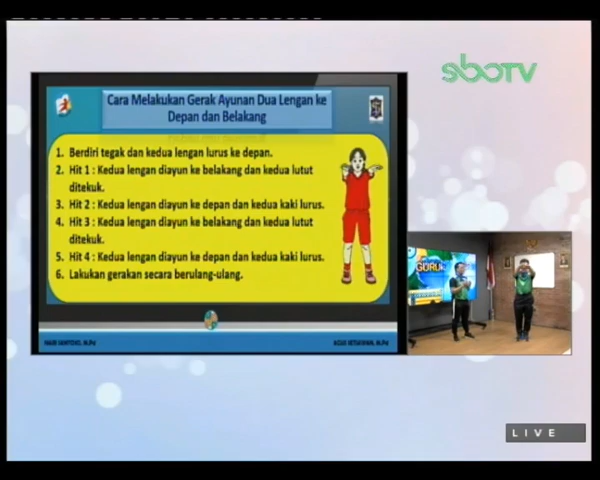 sboTV
Cara Melakukan Gerak Ayunan Dua Lengan ke
Depan dan Belakang
1. Berdiri tegak dan kedua lengan lurus ke depan.
2. Hit 1 : Kedua lengan diayun ke belakang dan kedua lutut
ditekuk.
3. Hit 2 : Kedua lengan diayun ke depan dan kedua kaki lurus.
4. Hit 3 : Kedua lengan diayun ke belakang dan kedua lutut
ditekuk.
5. Hit 4 : Kedua lengan diayun ke depan dan kedua kaki lurus.
6. Lakukan gerakan secara berulang-ulang.
GURUku
LIVE